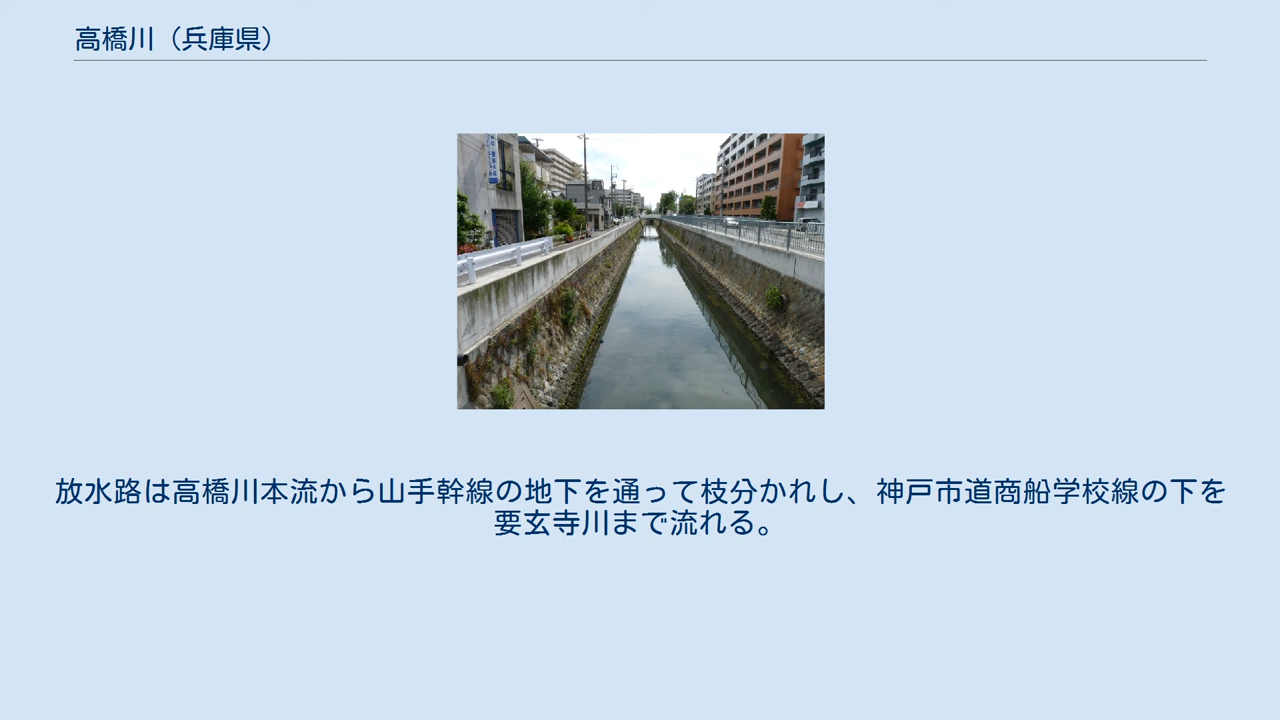 高橋川（兵庫県）
放水路は高橋川本流から山手幹線の地下を通って枝分かれし、神戸市道商船学校線の下を
要玄寺川まで流れる。